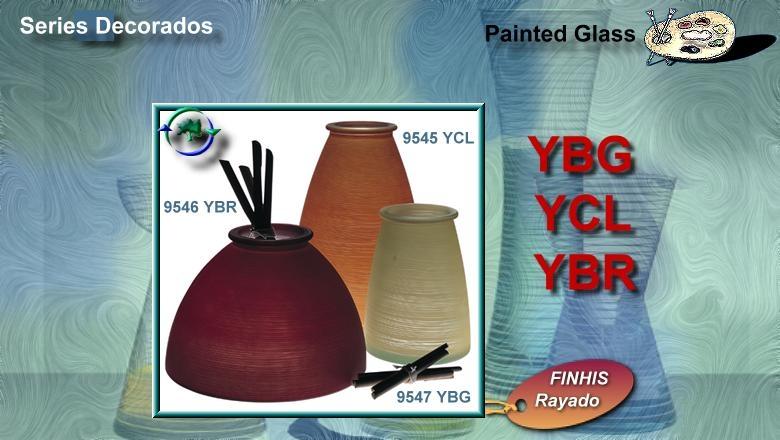 Series Decorados
Painted Glass
9545 YCL
9546 YBR
9547 YBG
YBG
YCL
YBR
FINHIS
Rayado